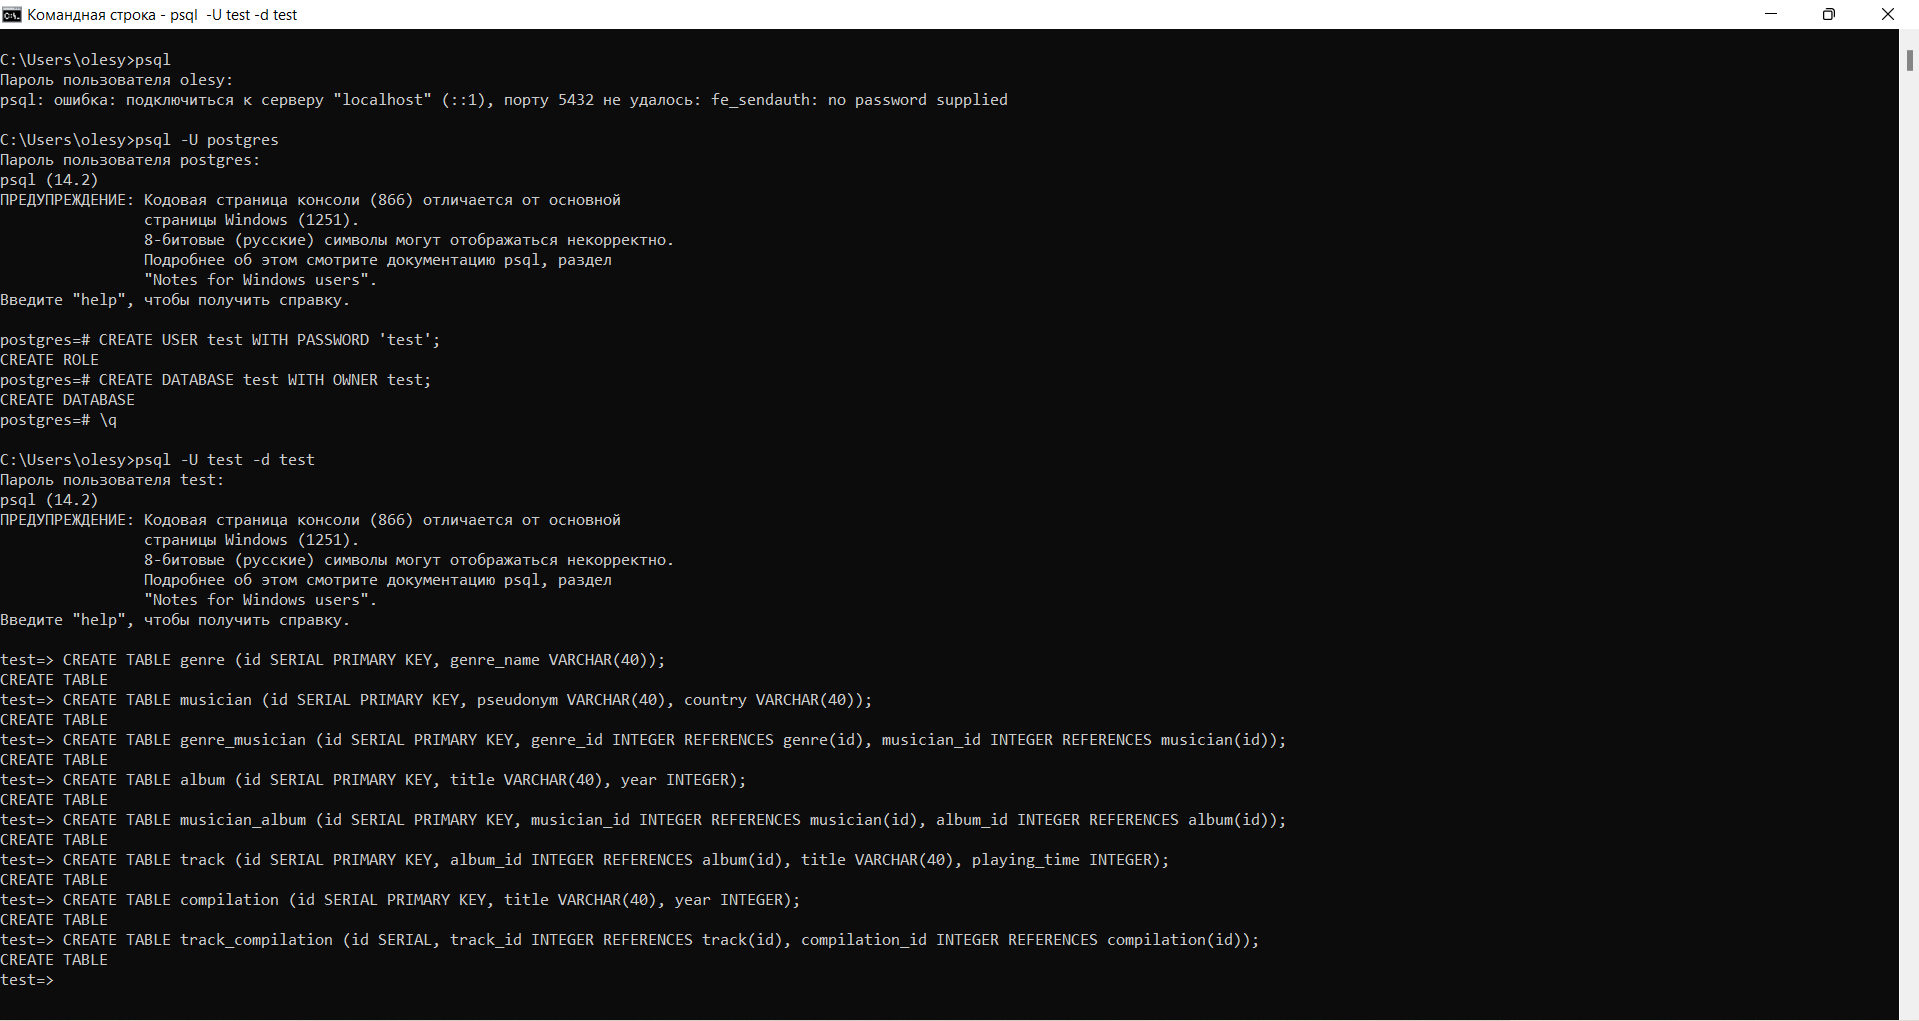 Командная строка - psql  -U test -d test
C:\Users\olesy>psql
Пароль пользователя olesy:
psql: ошибка: подключиться к серверу "localhost" (::1), порту 5432 не удалось: fe_sendauth: no password supplied
C:\Users\olesy>psql -U postgres
Пароль пользователя postgres:
psql (14.2)
ПРЕДУПРЕЖДЕНИЕ: Кодовая страница консоли (866) отличается от основной
страницы Windows (1251).
8-битовые (русские) символы могут отображаться некорректно.
Подробнее об этом смотрите документацию psql, раздел
"Notes for Windows users".
Введите "help", чтобы получить справку.
postgres=# CREATE USER test WITH PASSWORD 'test';
CREATE ROLE
postgres=# CREATE DATABASE test WITH OWNER test;
CREATE DATABASE
postgres=# \q
C:\Users\olesy>psql -U test -d test
Пароль пользователя test:
psql (14.2)
ПРЕДУПРЕЖДЕНИЕ: Кодовая страница консоли (866) отличается от основной
страницы Windows (1251).
8-битовые (русские) символы могут отображаться некорректно.
Подробнее об этом смотрите документацию psql, раздел
"Notes for Windows users".
Введите "help", чтобы получить справку.
test=> CREATE TABLE genre (id SERIAL PRIMARY KEY, genre_name VARCHAR(40));
CREATE TABLE
test=> CREATE TABLE musician (id SERIAL PRIMARY KEY, pseudonym VARCHAR(40), country VARCHAR(40));
CREATE TABLE
test=> CREATE TABLE genre_musician (id SERIAL PRIMARY KEY, genre_id INTEGER REFERENCES genre(id), musician_id INTEGER REFERENCES musician(id));
CREATE TABLE
test=> CREATE TABLE album (id SERIAL PRIMARY KEY, title VARCHAR(40), year INTEGER);
CREATE TABLE
test=> CREATE TABLE musician_album (id SERIAL PRIMARY KEY, musician_id INTEGER REFERENCES musician(id), album_id INTEGER REFERENCES album(id));
CREATE TABLE
test=> CREATE TABLE track (id SERIAL PRIMARY KEY, album_id INTEGER REFERENCES album(id), title VARCHAR(40), playing_time INTEGER);
CREATE TABLE
test=> CREATE TABLE compilation (id SERIAL PRIMARY KEY, title VARCHAR(40), year INTEGER);
CREATE TABLE
test=> CREATE TABLE track_compilation (id SERIAL, track_id INTEGER REFERENCES track(id), compilation_id INTEGER REFERENCES compilation(id));
CREATE TABLE
test=>